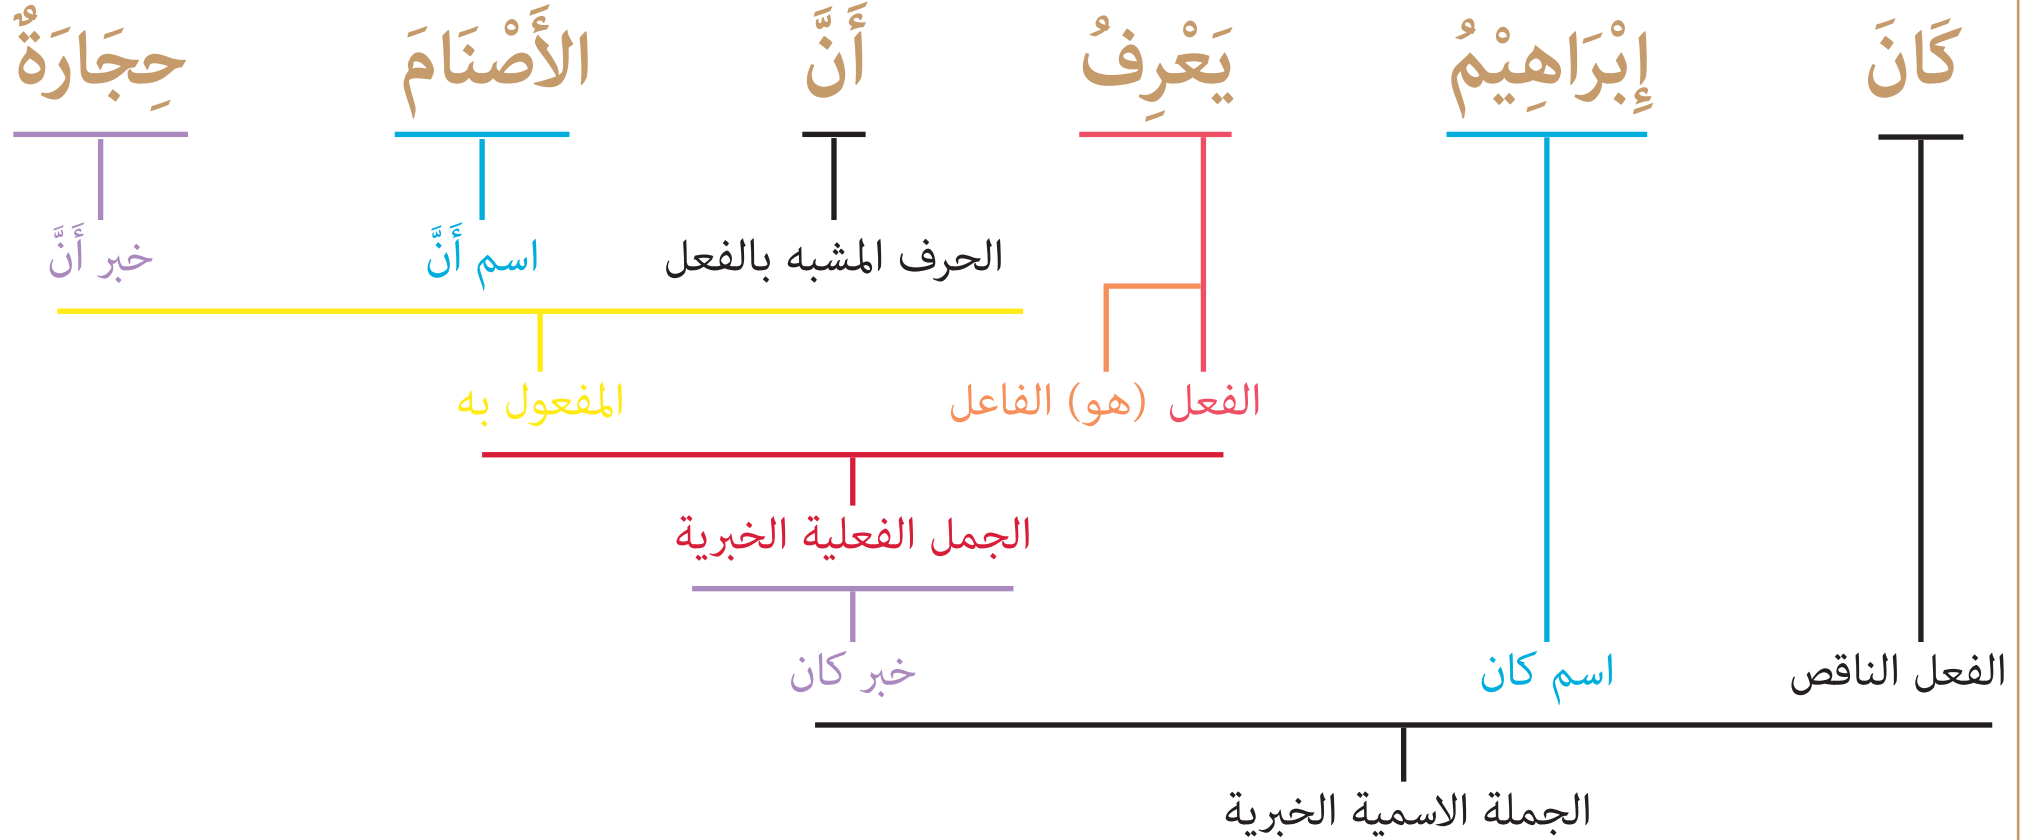 كَانَ إِبْرَاهِيْمُ يَعْرِفُ أَنَّ الأَصْنَامَ حِجَارَةٌ
الحرف المشبه بالفعل اسم أَنَّ خبر أَنَّ
الفعل (هو) الفاعل المفعول به
الجمل الفعلية الخبرية
الفعل الناقص اسم كان خبر كان
الجملة الاسمية الخبرية